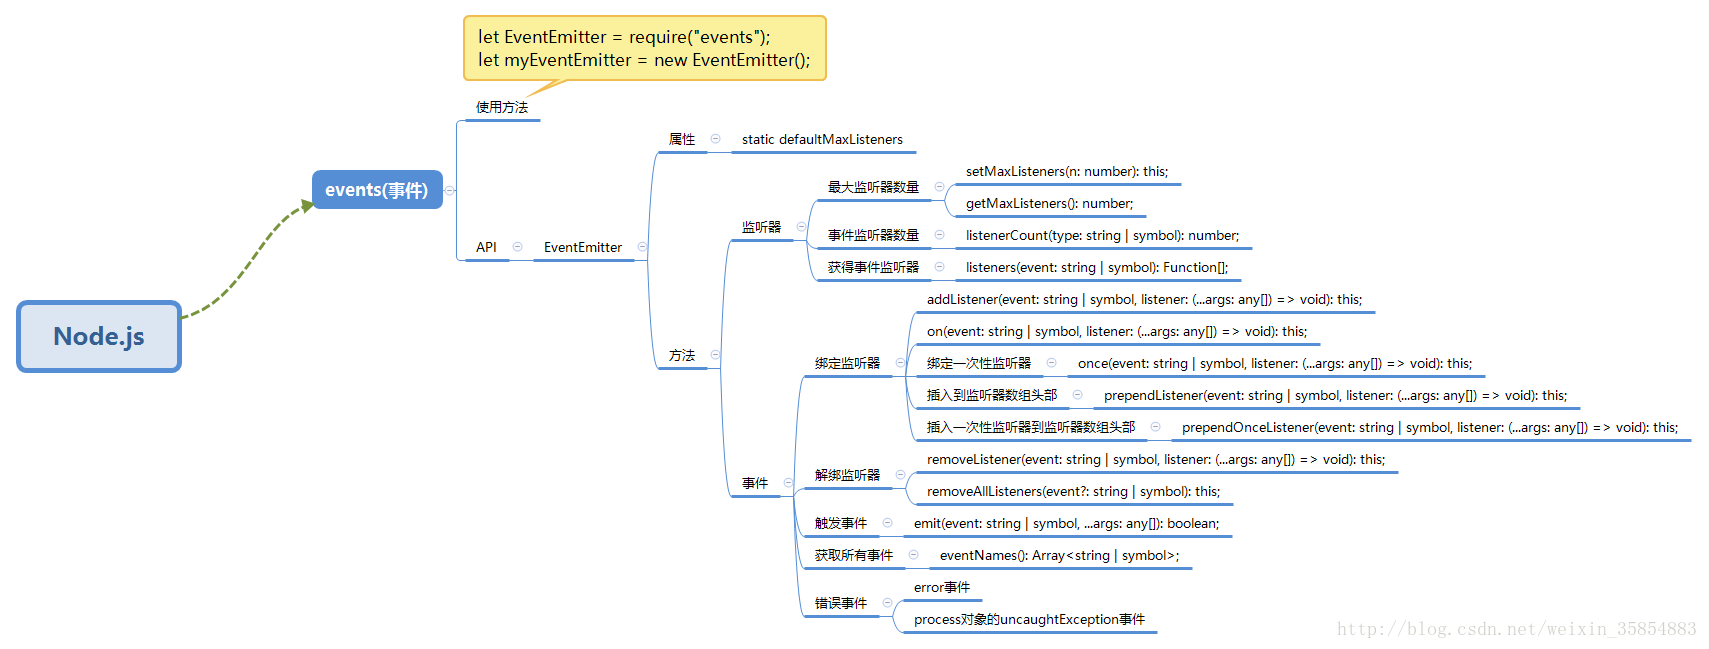 let EventEmitter = require("events");
let myEventEmitter = new EventEmitter();
使用方法
属性
static defaultMaxListeners
setMaxListeners(n: number): this;
最大监听器数量
events(事件)
getMaxListeners(): number;
监听器
事件监听器数量
listenerCount(type: string | symbol): number;
API
EventEmitter
获得事件监听器
listeners(event: string | symbol): Function[];
addListener(event: string | symbol, listener: (...args: any[]) => void): this;
Node.js
on(event: string | symbol, listener: (...args: any[]) => void): this;
方法
绑定监听器
绑定一次性监听器
once(event: string | symbol, listener: (...args: any[]) => void): this;
插入到监听器数组头部
prependListener(event: string | symbol, listener: (...args: any[]) => void): this;
插入一次性监听器到监听器数组头部
prependOnceListener(event: string | symbol, listener: (...args: any[]) => void): this;
removeListener(event: string | symbol, listener: (...args: any[]) => void): this;
解绑监听器
事件
removeAllListeners(event?: string | symbol): this;
触发事件
emit(event: string | symbol, ...args: any[]): boolean;
获取所有事件
eventNames(): Array<string | symbol>;
error事件
错误事件
process对象的uncaughtException事件
http://blog.csdn.net/weixin_35854883